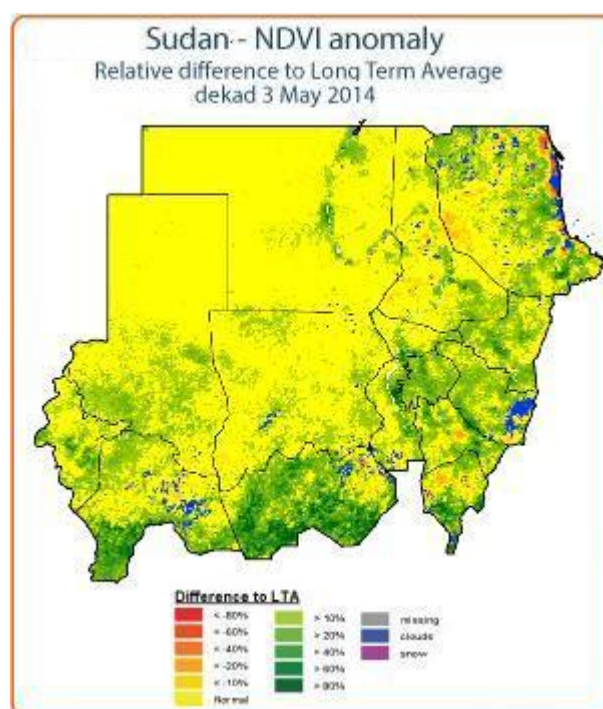 Sudan - NDVI anomaly
Relative difference to Long Term Average
dekad 3 May 2014
Difference to LTA
< -80%
< -60%
< -40%
< -20%
< -10%
Normal
> 10%
> 20%
> 40%
> 60%
> 80%
missing
clouds
snow